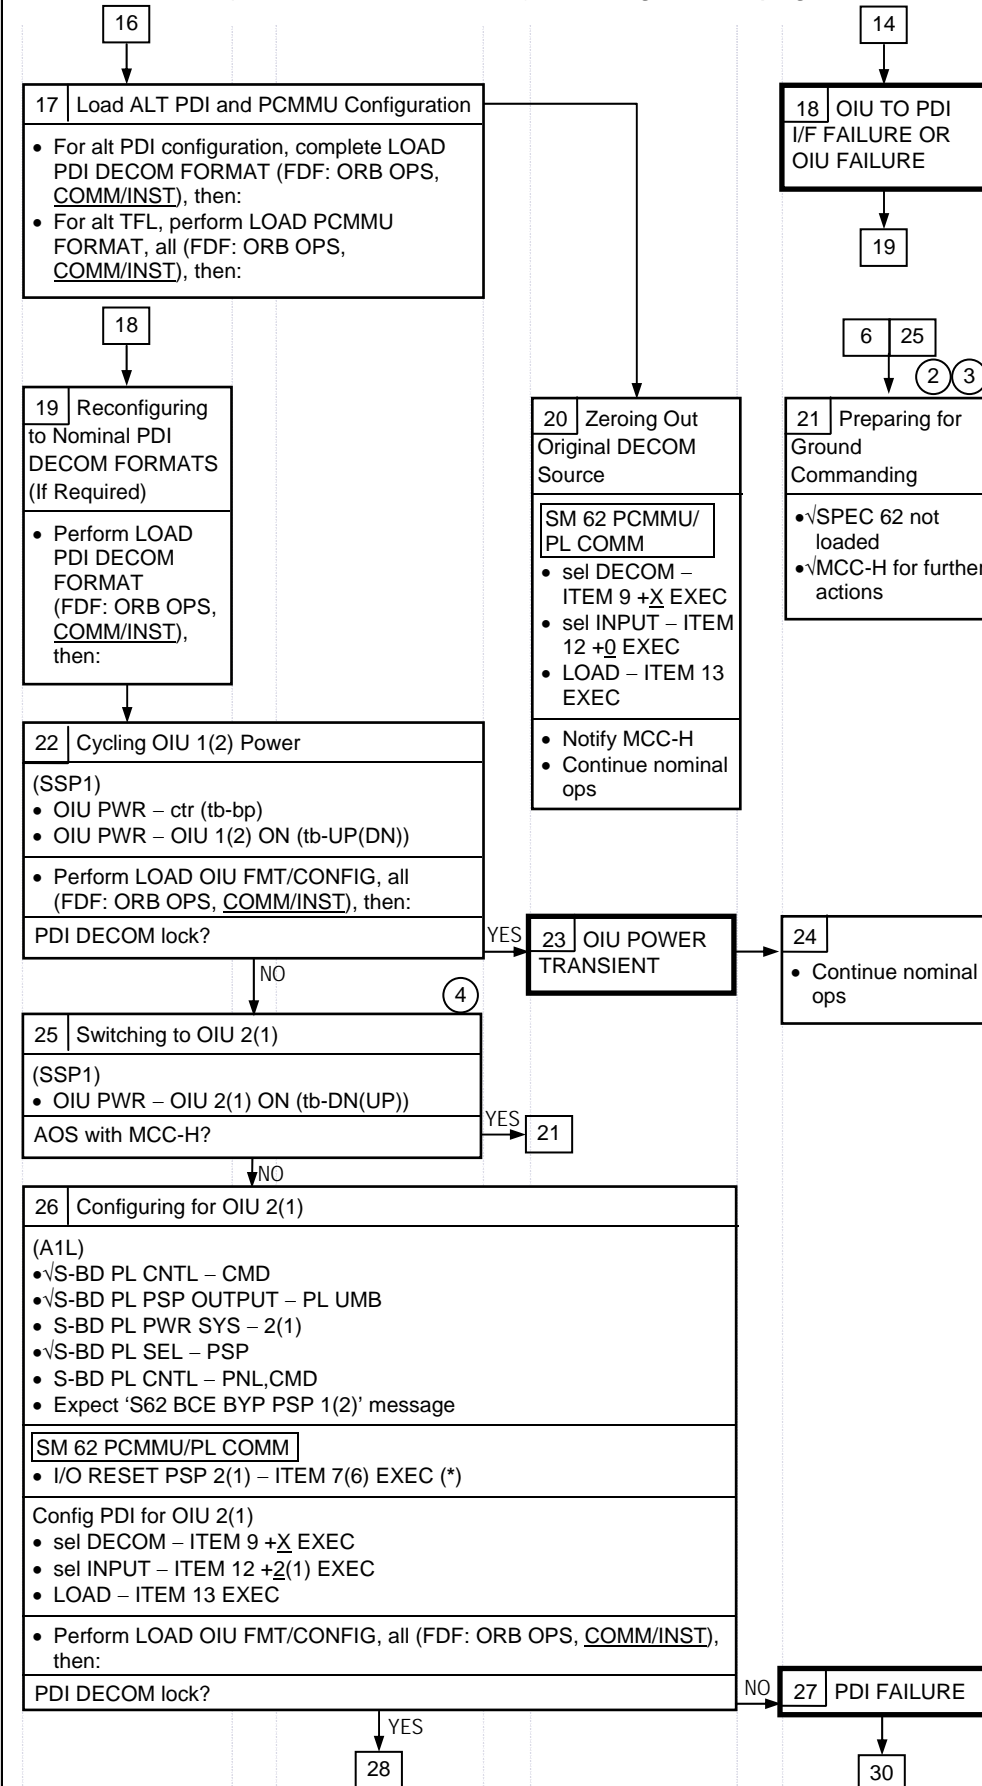 16
14
17 Load ALT PDI and PCMMU Configuration
• For alt PDI configuration, complete LOAD
PDI DECOM FORMAT (FDF: ORB OPS,
COMM/INST), then:
• For alt TFL, perform LOAD PCMMU
FORMAT, all (FDF: ORB OPS,
COMM/INST), then:
18 OIU TO PDI
I/F FAILURE OR
OIU FAILURE
19
18
6 25
2 3
19 Reconfiguring
to Nominal PDI
DECOM FORMATS
(If Required)
• Perform LOAD
PDI DECOM
FORMAT
(FDF: ORB OPS,
COMM/INST),
then:
20 Zeroing Out
Original DECOM
Source
SM 62 PCMMU/
PL COMM
• sel DECOM –
ITEM 9 +X EXEC
• sel INPUT – ITEM
12 +0 EXEC
• LOAD – ITEM 13
EXEC
• Notify MCC-H
• Continue nominal
ops
21 Preparing for
Ground
Commanding
•√SPEC 62 not
loaded
•√MCC-H for further
actions
22 Cycling OIU 1(2) Power
(SSP1)
• OIU PWR – ctr (tb-bp)
• OIU PWR – OIU 1(2) ON (tb-UP(DN))
• Perform LOAD OIU FMT/CONFIG, all
(FDF: ORB OPS, COMM/INST), then:
PDI DECOM lock?
YES
23 OIU POWER
TRANSIENT
24
• Continue nominal
ops
NO
4
25 Switching to OIU 2(1)
(SSP1)
• OIU PWR – OIU 2(1) ON (tb-DN(UP))
AOS with MCC-H?
YES
21
NO
26 Configuring for OIU 2(1)
(A1L)
•√S-BD PL CNTL – CMD
•√S-BD PL PSP OUTPUT – PL UMB
• S-BD PL PWR SYS – 2(1)
•√S-BD PL SEL – PSP
• S-BD PL CNTL – PNL,CMD
• Expect ‘S62 BCE BYP PSP 1(2)’ message
SM 62 PCMMU/PL COMM
• I/O RESET PSP 2(1) – ITEM 7(6) EXEC (*)
Config PDI for OIU 2(1)
• sel DECOM – ITEM 9 +X EXEC
• sel INPUT – ITEM 12 +2(1) EXEC
• LOAD – ITEM 13 EXEC
• Perform LOAD OIU FMT/CONFIG, all (FDF: ORB OPS, COMM/INST),
then:
PDI DECOM lock?
NO
27 PDI FAILURE
YES
28
30